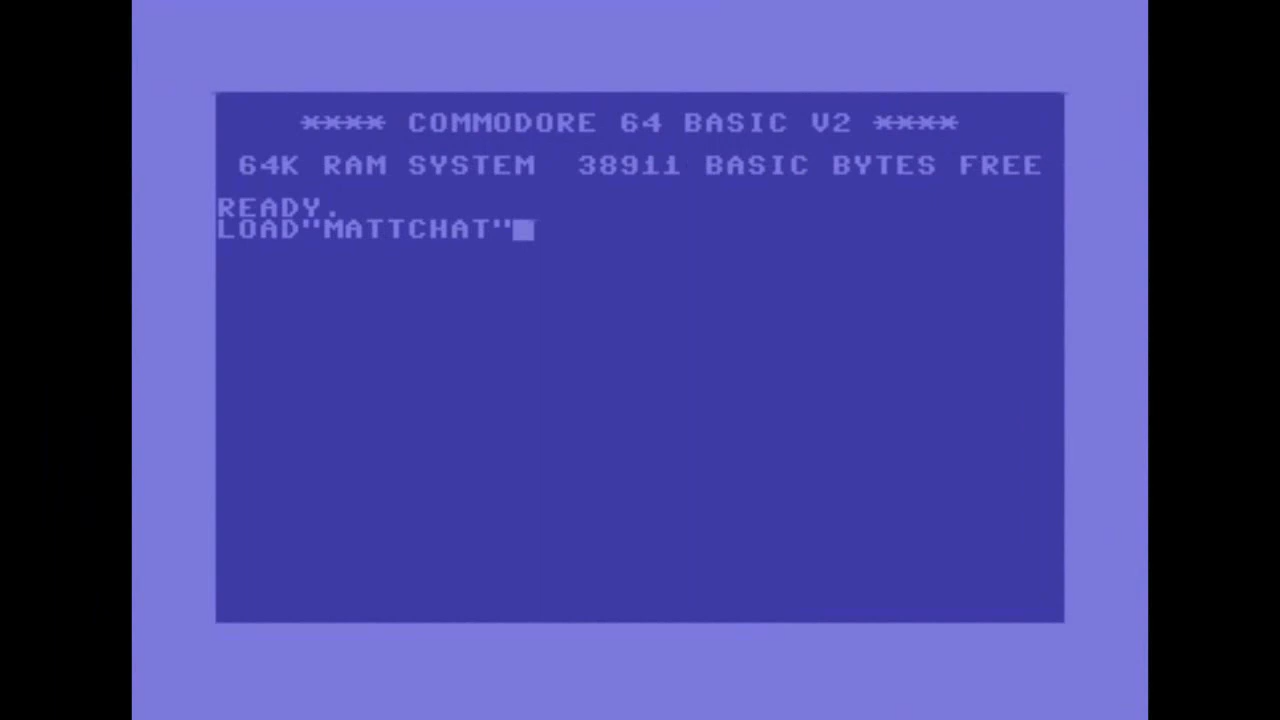 **** COMMODORE 64 BASIC V2 ****
64K RAM SYSTEM  38911 BASIC BYTES FREE
READY.
LOAD"MATTCHAT"